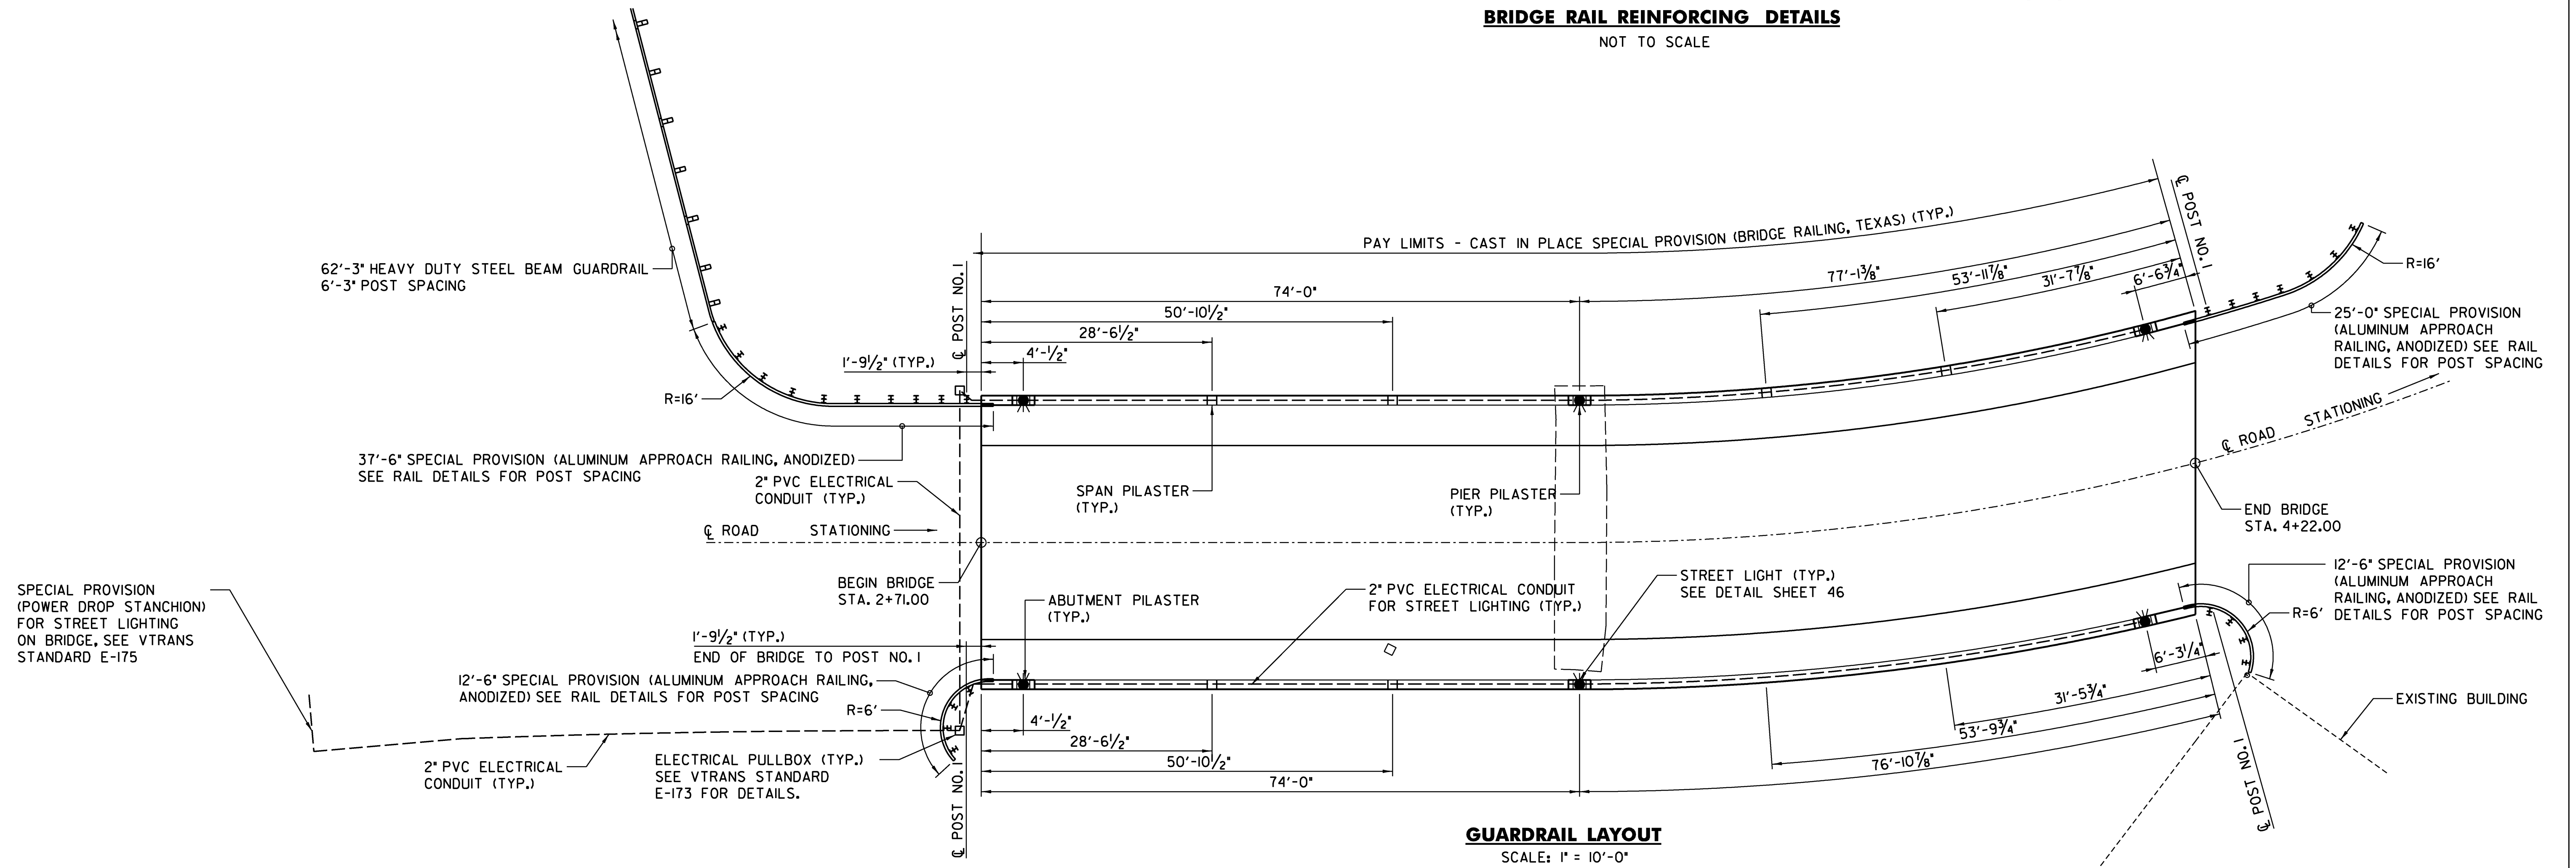 BRIDGE RAIL REINFORCING DETAILS
NOT TO SCALE
62'-3" HEAVY DUTY STEEL BEAM GUARDRAIL
6'-3" POST SPACING
R=16'
37'-6" SPECIAL PROVISION (ALUMINUM APPROACH RAILING, ANODIZED)
SEE RAIL DETAILS FOR POST SPACING
2" PVC ELECTRICAL
CONDUIT (TYP.)
℄ ROAD STATIONING
BEGIN BRIDGE
STA. 2+71.00
1'-9½" (TYP.)
℄ POST NO. 1
PAY LIMITS - CAST IN PLACE SPECIAL PROVISION (BRIDGE RAILING, TEXAS) (TYP.)
74'-0"
50'-10½"
28'-6½"
4'-½"
77'-1⅜"
53'-11⅞"
31'-7⅞"
6'-6¾"
℄ POST NO. 1
R=16'
25'-0" SPECIAL PROVISION
(ALUMINUM APPROACH
RAILING, ANODIZED) SEE RAIL
DETAILS FOR POST SPACING
℄ ROAD STATIONING
SPAN PILASTER
(TYP.)
PIER PILASTER
(TYP.)
END BRIDGE
STA. 4+22.00
SPECIAL PROVISION
(POWER DROP STANCHION)
FOR STREET LIGHTING
ON BRIDGE, SEE VTRANS
STANDARD E-175
1'-9½" (TYP.)
END OF BRIDGE TO POST NO. 1
12'-6" SPECIAL PROVISION (ALUMINUM APPROACH RAILING,
ANODIZED) SEE RAIL DETAILS FOR POST SPACING
R=6'
2" PVC ELECTRICAL
CONDUIT (TYP.)
ELECTRICAL PULLBOX (TYP.)
SEE VTRANS STANDARD
E-173 FOR DETAILS.
℄ POST NO. 1
ABUTMENT PILASTER
(TYP.)
2" PVC ELECTRICAL CONDUIT
FOR STREET LIGHTING (TYP.)
STREET LIGHT (TYP.)
SEE DETAIL SHEET 46
12'-6" SPECIAL PROVISION
(ALUMINUM APPROACH
RAILING, ANODIZED) SEE RAIL
DETAILS FOR POST SPACING
R=6'
4'-½"
28'-6½"
50'-10½"
74'-0"
6'-3¼"
31'-5¾"
53'-9¾"
76'-10⅞"
EXISTING BUILDING
℄ POST NO. 1
GUARDRAIL LAYOUT
SCALE: 1" = 10'-0"